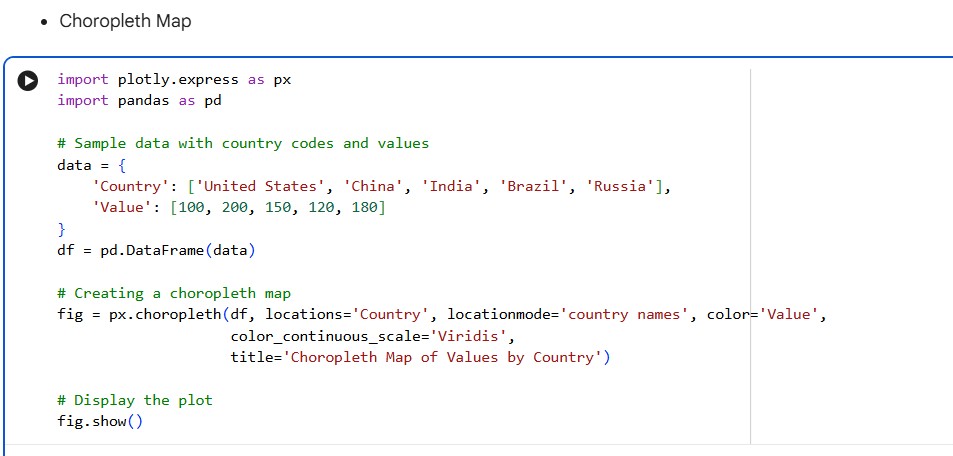 • Choropleth Map
import plotly.express as px
import pandas as pd
# Sample data with country codes and values
data = {
    'Country': ['United States', 'China', 'India', 'Brazil', 'Russia'],
    'Value': [100, 200, 150, 120, 180]
}
df = pd.DataFrame(data)
# Creating a choropleth map
fig = px.choropleth(df, locations='Country', locationmode='country names', color='Value',
                    color_continuous_scale='Viridis',
                    title='Choropleth Map of Values by Country')
# Display the plot
fig.show()